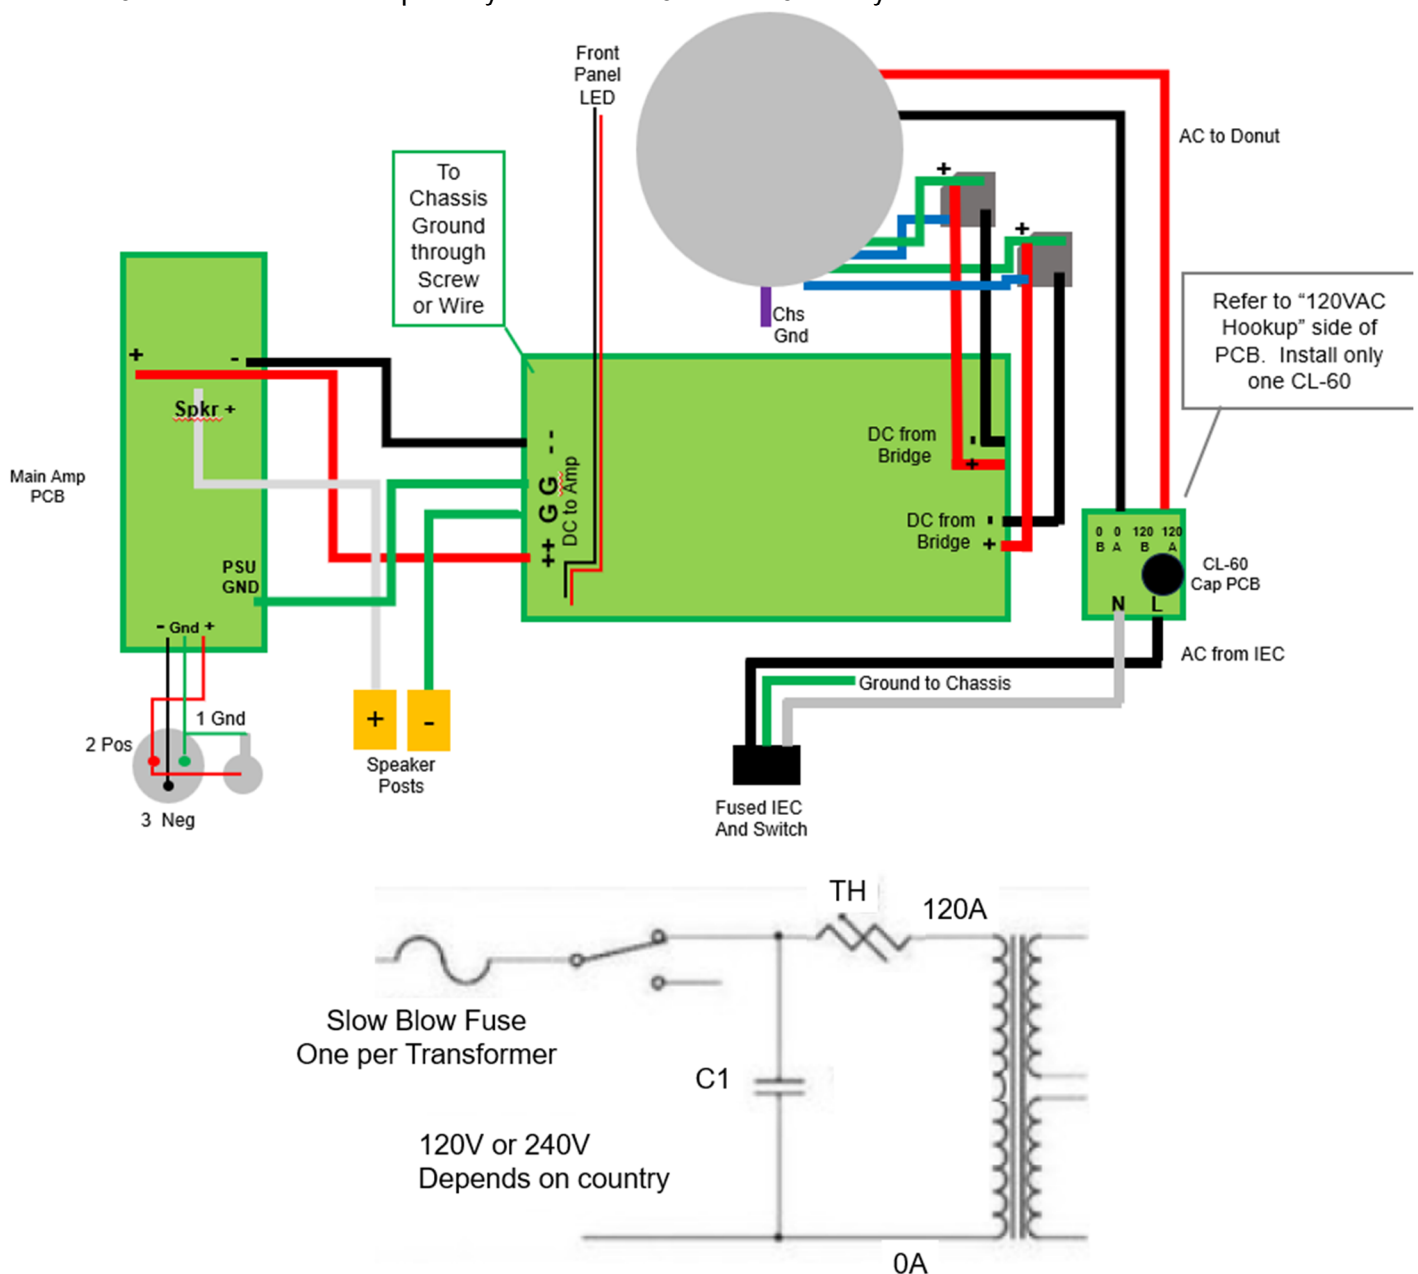 Front
Panel
LED
AC to Donut
To
Chassis
Ground
through
Screw
or Wire
+
+
Chs
Gnd
Refer to “120VAC
Hookup” side of
PCB. Install only
one CL-60
+
-
Spkr +
Main Amp
PCB
PSU
GND
- Gnd +
- -
G G
++
DC to Amp
DC from
Bridge
-
+
DC from
Bridge
-
+
0 0 120 120
B A B A
CL-60
Cap PCB
N L
AC from IEC
Ground to Chassis
1 Gnd
2 Pos
3 Neg
+
-
Speaker
Posts
Fused IEC
And Switch
TH
120A
Slow Blow Fuse
One per Transformer
C1
120V or 240V
Depends on country
0A